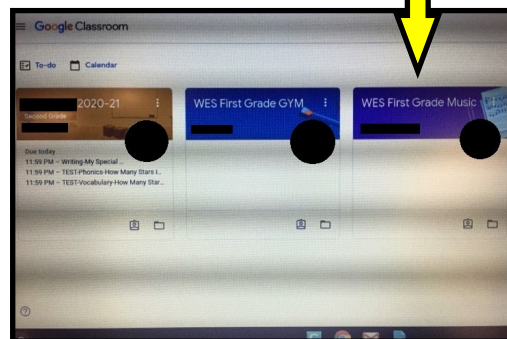 Google Classroom
To-do
Calendar
2020-21
Second Grade
Due today
11:59 PM – Writing-My Special ...
11:59 PM – TEST-Phonics-How Many Stars I...
11:59 PM – TEST-Vocabulary-How Many Star...
WES First Grade GYM
WES First Grade Music